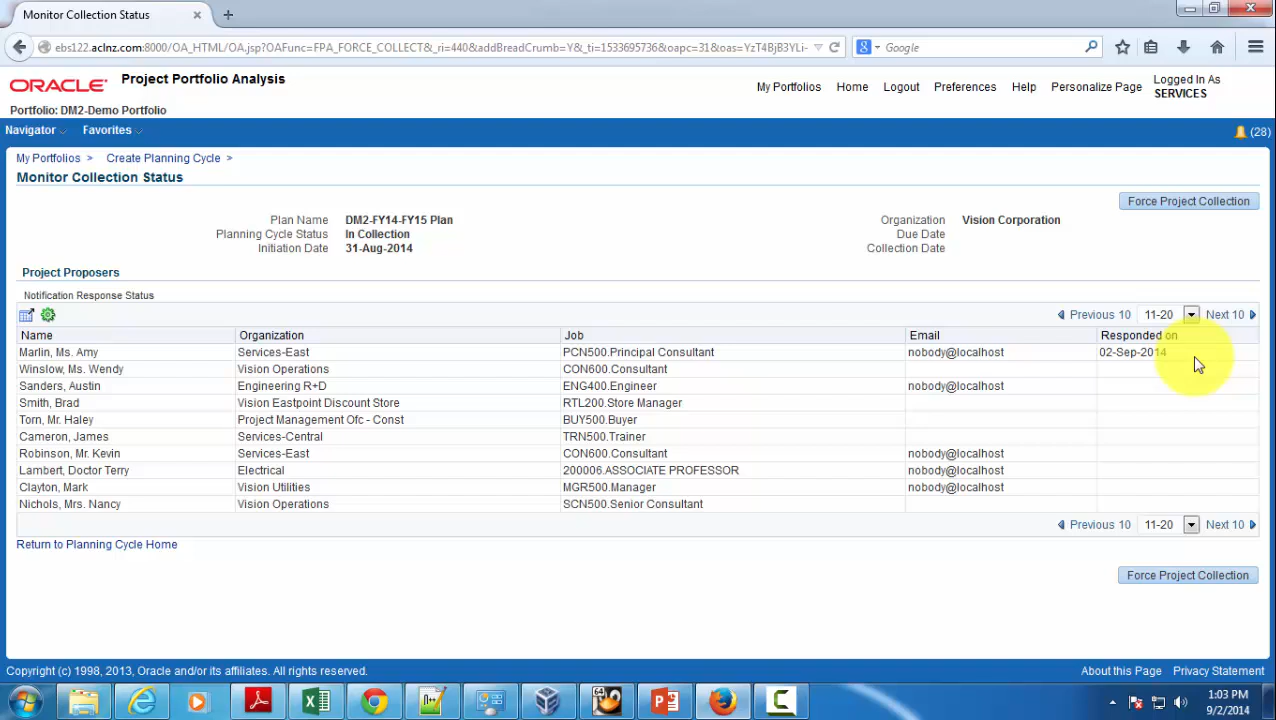 Monitor Collection Status
ebs122.aclnz.com:8000/OA_HTML/OA.jsp?OAFunc=FPA_FORCE_COLLECT&_ri=440&addBreadCrumb=Y&_ti=1533695736&oapc=31&oas=YzT4BjB3YLi-
Google
ORACLE Project Portfolio Analysis
My Portfolios Home Logout Preferences Help Personalize Page Logged In As SERVICES
Portfolio: DM2-Demo Portfolio
Navigator Favorites (28)
My Portfolios > Create Planning Cycle >
Monitor Collection Status
Force Project Collection
Plan Name DM2-FY14-FY15 Plan Organization Vision Corporation
Planning Cycle Status In Collection Due Date
Initiation Date 31-Aug-2014 Collection Date
Project Proposers
Notification Response Status
Previous 10 11-20 Next 10
Name Organization Job Email Responded on
Marlin, Ms. Amy Services-East PCN500.Principal Consultant nobody@localhost 02-Sep-2014
Winslow, Ms. Wendy Vision Operations CON600.Consultant
Sanders, Austin Engineering R+D ENG400.Engineer nobody@localhost
Smith, Brad Vision Eastpoint Discount Store RTL200.Store Manager
Torn, Mr. Haley Project Management Ofc - Const BUY500.Buyer
Cameron, James Services-Central TRN500.Trainer
Robinson, Mr. Kevin Services-East CON600.Consultant nobody@localhost
Lambert, Doctor Terry Electrical 200006.ASSOCIATE PROFESSOR nobody@localhost
Clayton, Mark Vision Utilities MGR500.Manager nobody@localhost
Nichols, Mrs. Nancy Vision Operations SCN500.Senior Consultant
Previous 10 11-20 Next 10
Return to Planning Cycle Home
Force Project Collection
Copyright (c) 1998, 2013, Oracle and/or its affiliates. All rights reserved. About this Page Privacy Statement
1:03 PM
9/2/2014